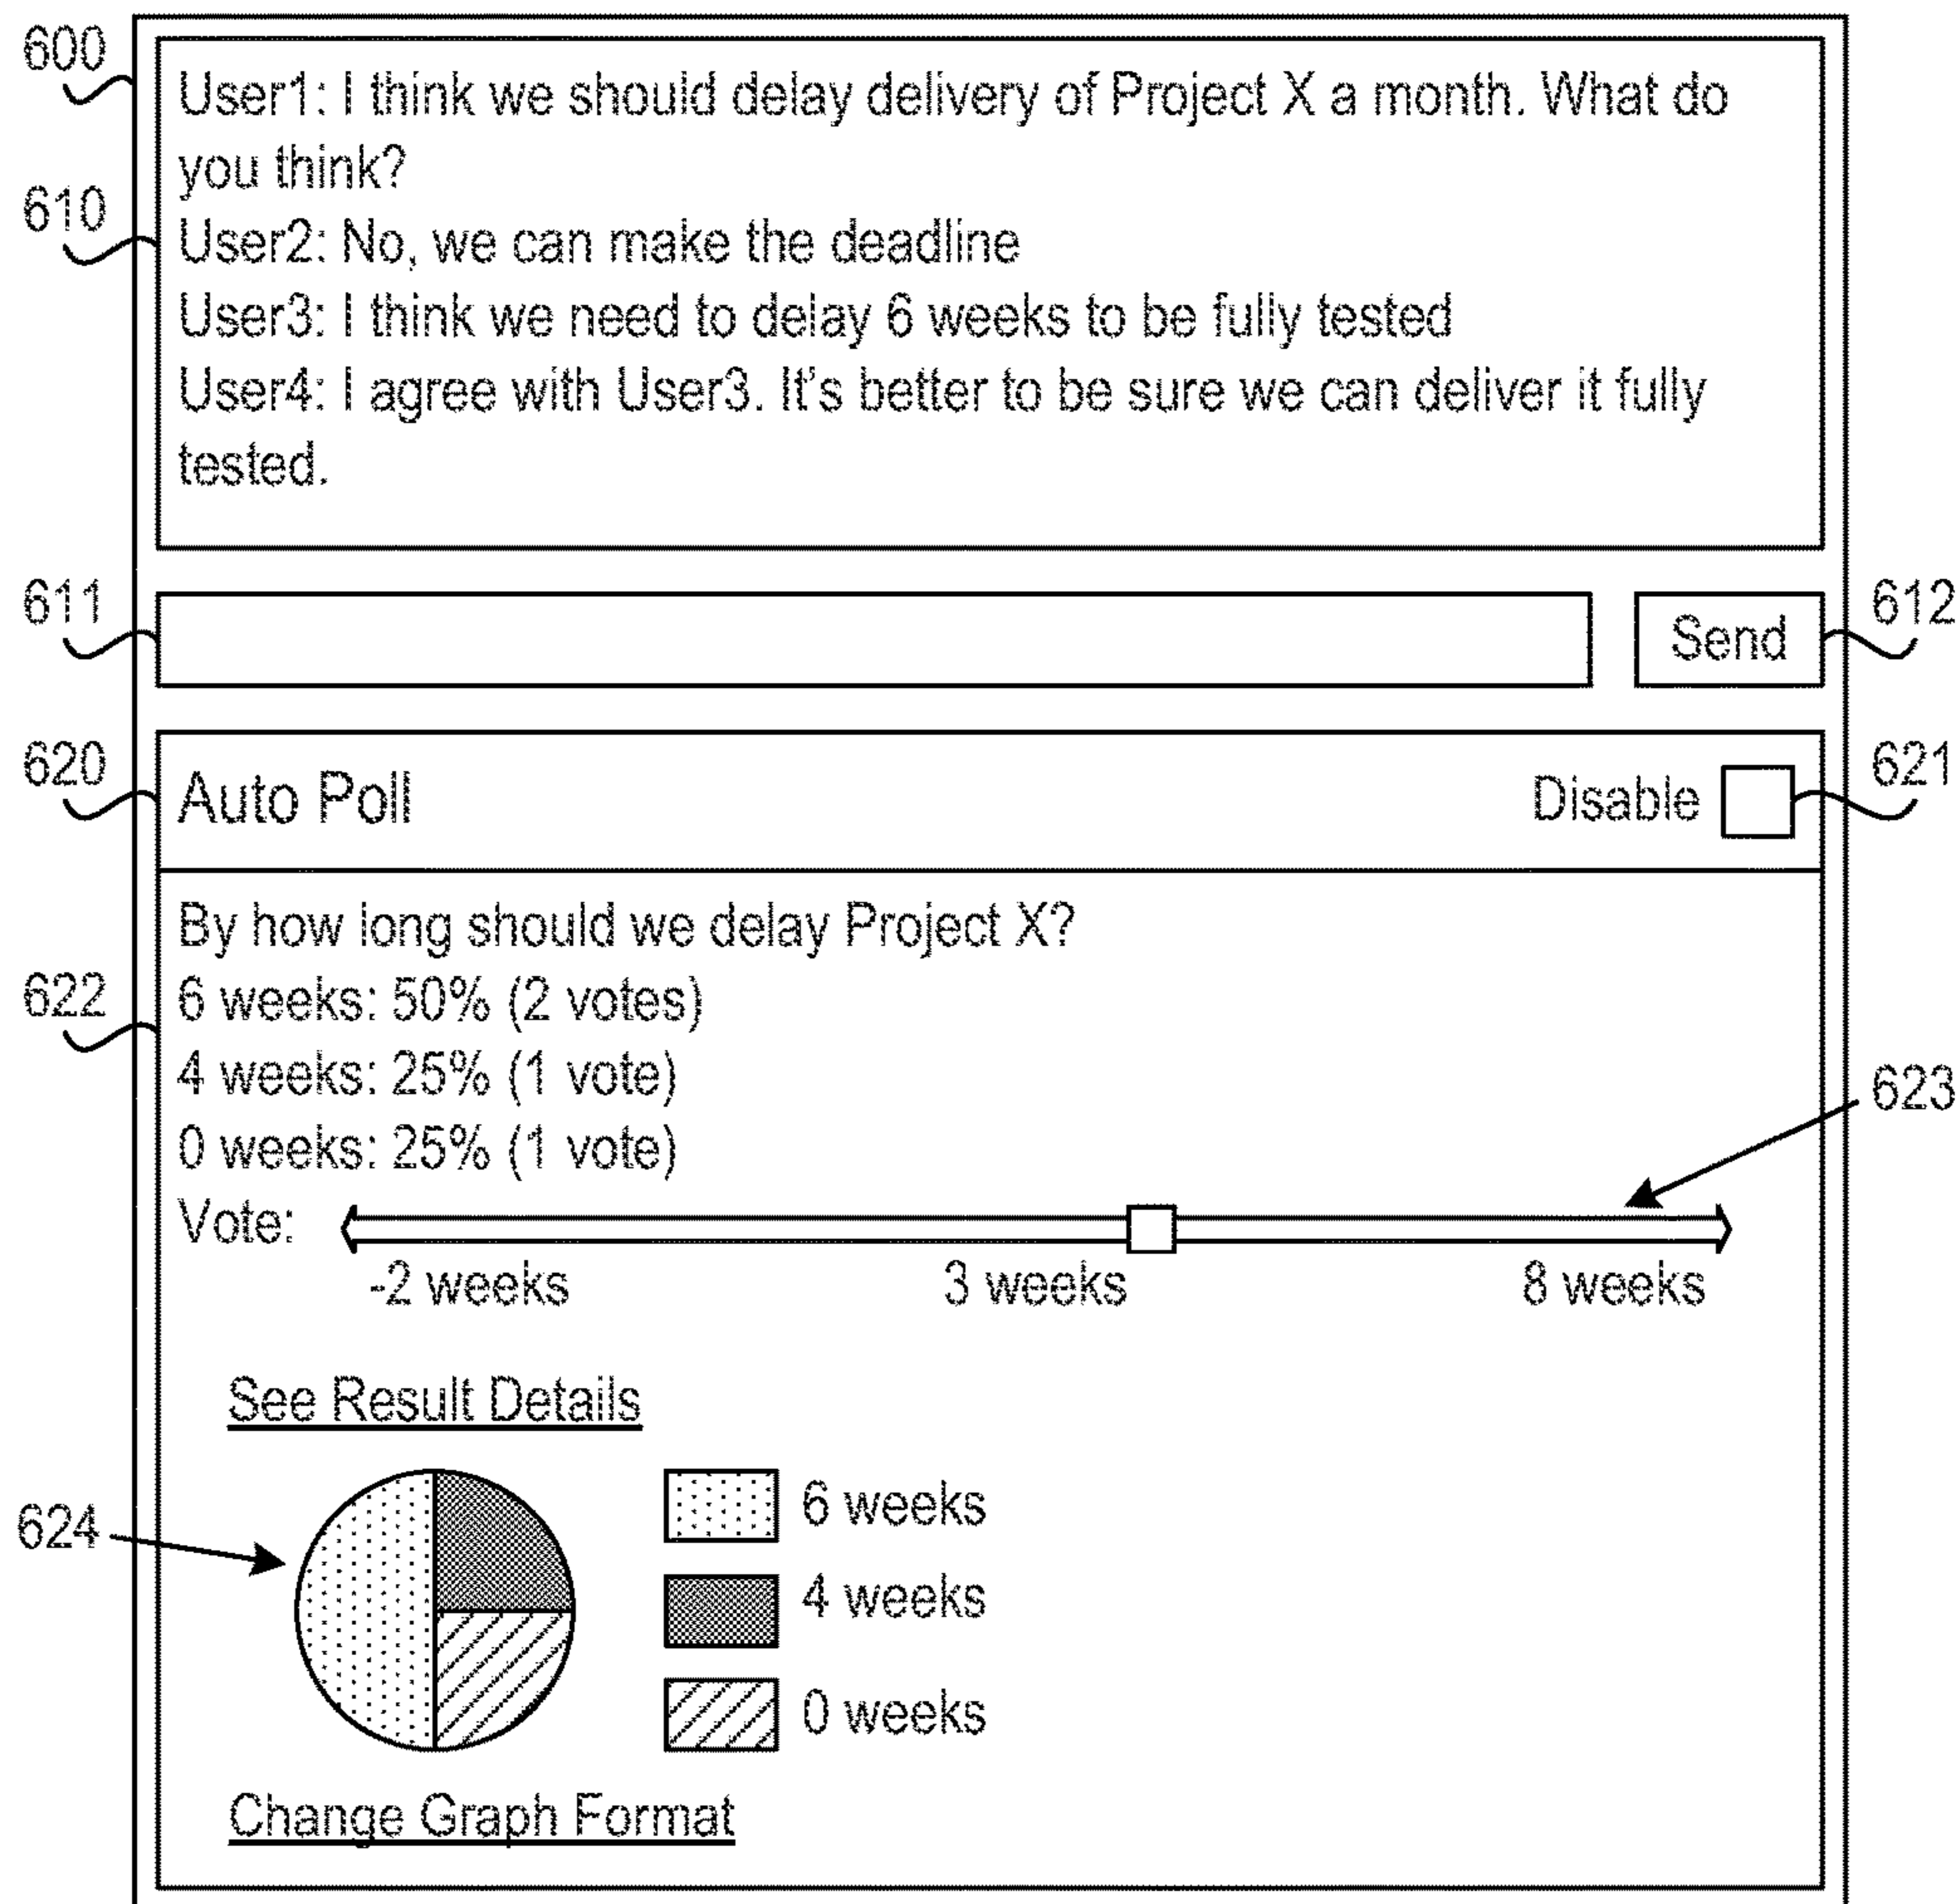 600
User1: I think we should delay delivery of Project X a month. What do
you think?
610
User2: No, we can make the deadline
User3: I think we need to delay 6 weeks to be fully tested
User4: I agree with User3. It's better to be sure we can deliver it fully
tested.
611
Send
612
620
Auto Poll
Disable
621
By how long should we delay Project X?
622
6 weeks: 50% (2 votes)
4 weeks: 25% (1 vote)
623
0 weeks: 25% (1 vote)
Vote:
-2 weeks 3 weeks 8 weeks
See Result Details
624
6 weeks
4 weeks
0 weeks
Change Graph Format